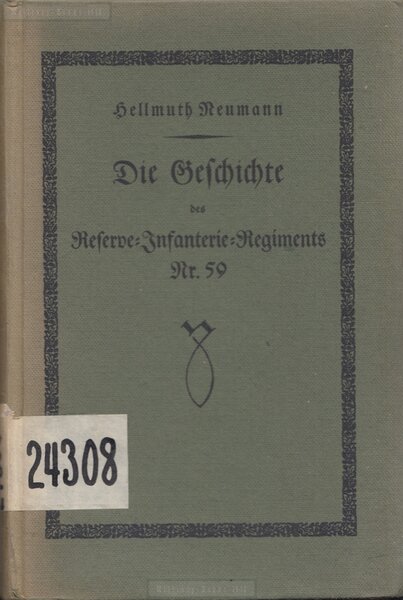 Hellmuth Neumann
Die Geschichte
des
Reserve=Infanterie=Regiments
Nr. 59
24308